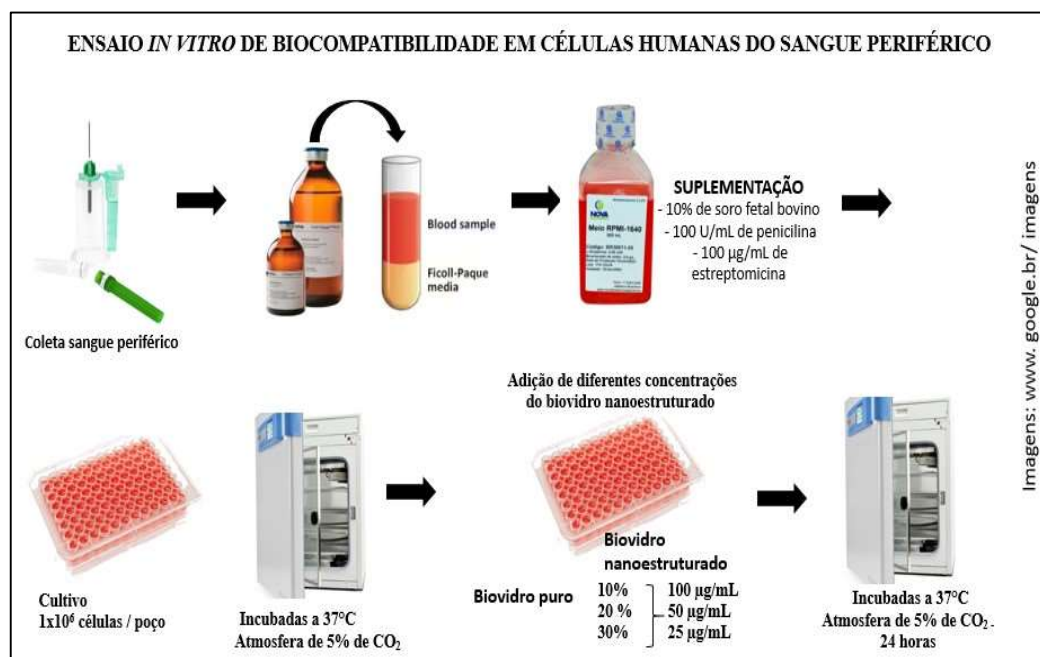 ENSAIO IN VITRO DE BIOCOMPATIBILIDADE EM CÉLULAS HUMANAS DO SANGUE PERIFÉRICO
Coleta sangue periférico
Blood sample
Ficoll-Paque
media
NOVA
Meio RPMI-1640
SUPLEMENTAÇÃO
- 10% de soro fetal bovino
- 100 U/mL de penicilina
- 100 µg/mL de
estreptomicina
Imagens: www. google.br/ imagens
Cultivo
1x10⁶ células / poço
Incubadas a 37°C
Atmosfera de 5% de CO₂
Adição de diferentes concentrações
do biovidro nanoestruturado
Biovidro
nanoestruturado
Biovidro puro
10% 100 µg/mL
20 % 50 µg/mL
30% 25 µg/mL
Incubadas a 37°C
Atmosfera de 5% de CO₂ -
24 horas